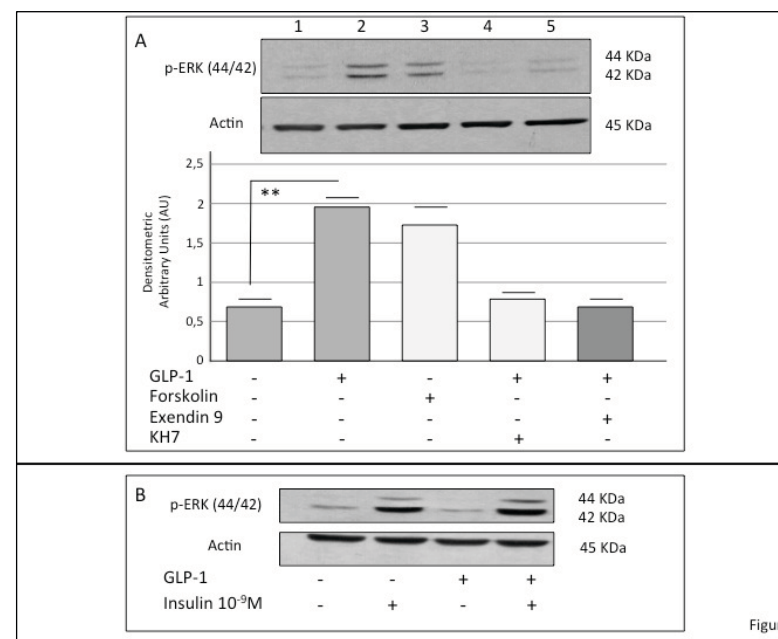 A
1 2 3 4 5
p-ERK (44/42)
44 KDa
42 KDa
Actin
45 KDa
Densitometric
Arbitrary Units (AU)
2,5
2
1,5
1
0,5
0
**
GLP-1 - + - + +
Forskolin - - + - -
Exendin 9 - - - - +
KH7 - - - + -
B
p-ERK (44/42)
44 KDa
42 KDa
Actin
45 KDa
GLP-1 - - + +
Insulin 10⁻⁹M - + - +
Figur